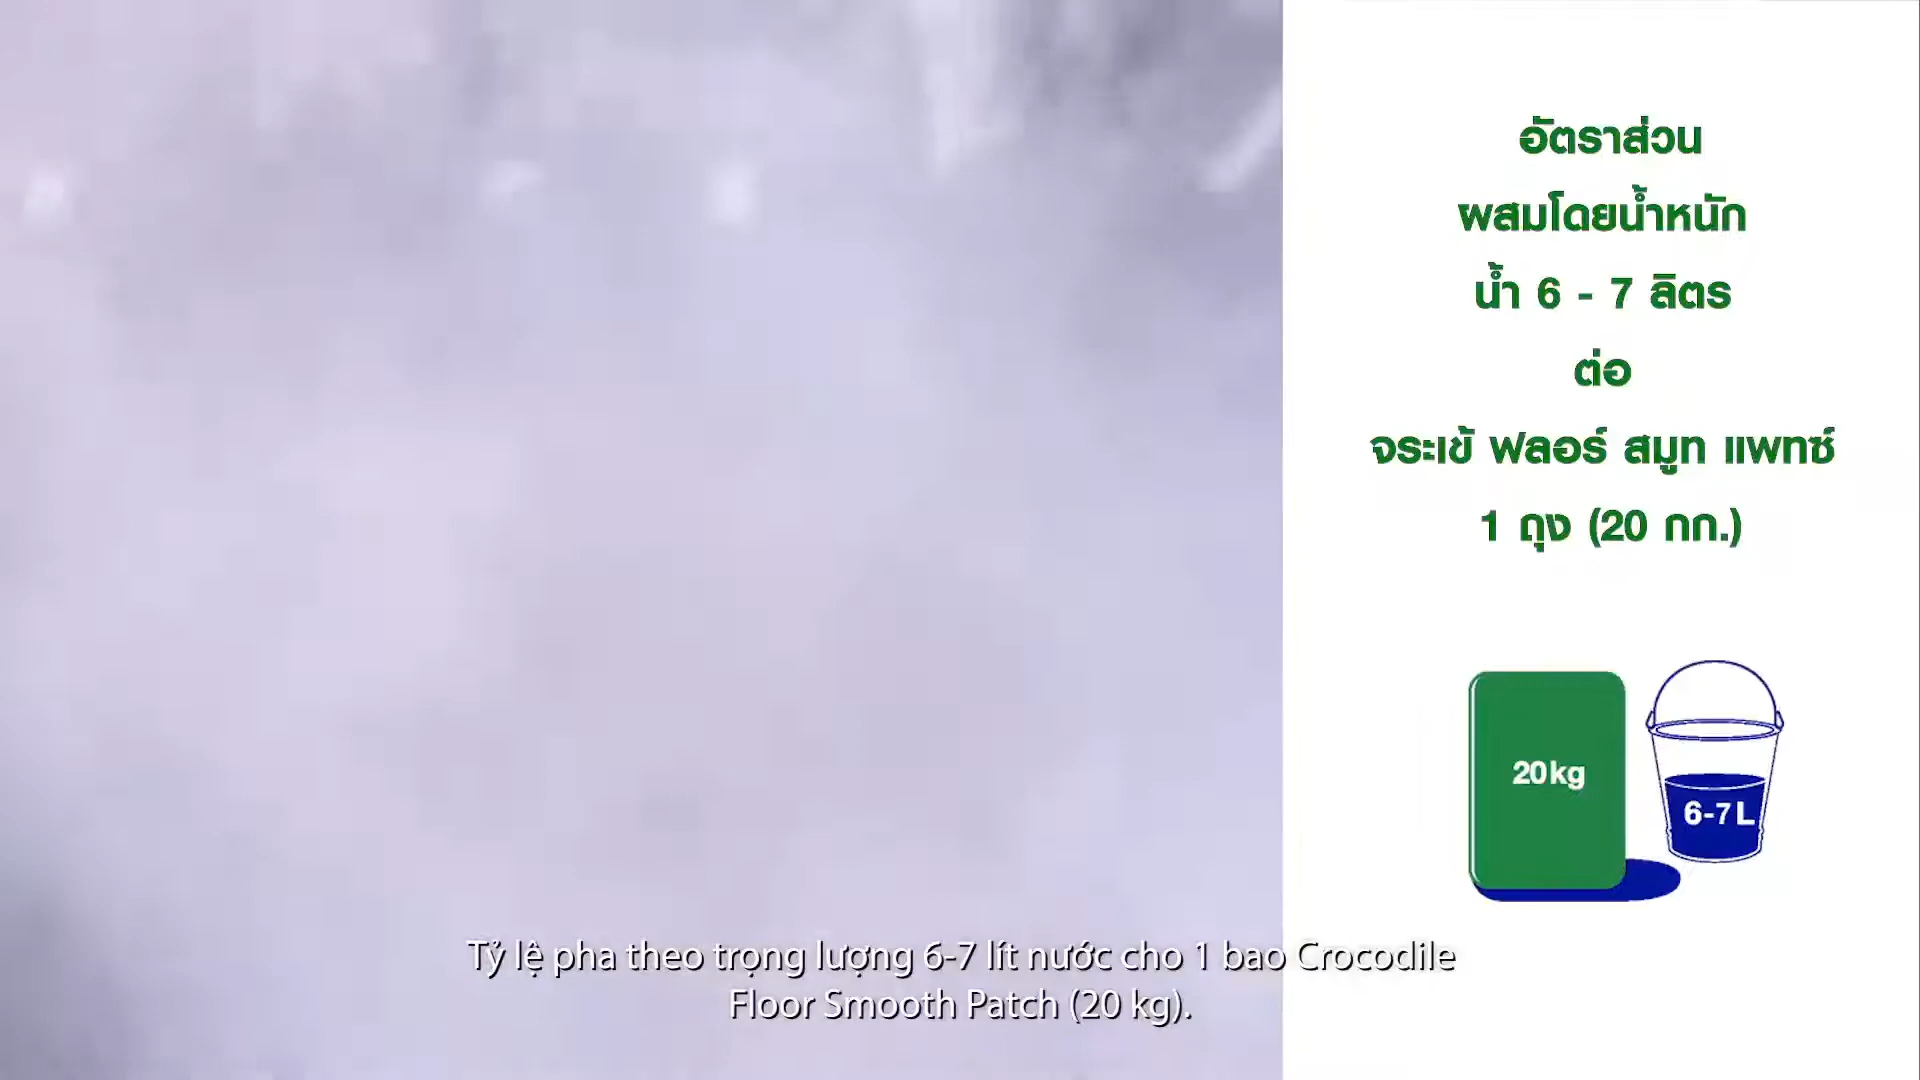 อัตราส่วน
ผสมโดยน้ำหนัก
น้ำ 6 - 7 ลิตร
ต่อ
จระเข้ ฟลอร์ สมูท แพทซ์
1 ถุง (20 กก.)
20kg
6-7L
Tỷ lệ pha theo trọng lượng 6-7 lít nước cho 1 bao Crocodile
Floor Smooth Patch (20 kg).